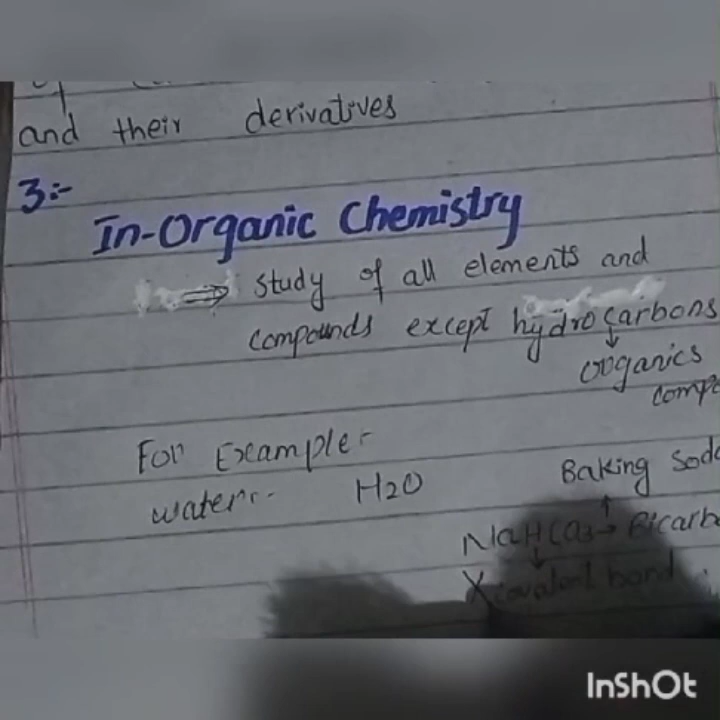 and their derivatives
3:-
In-Organic Chemistry
⇒ study of all elements and
compounds except hydrocarbons
↓
organics
comp
For Example:-
water:- H2O
Baking Soda
↑
NaHCO3 → Bicarb
↓
X covalent bond
InShOt